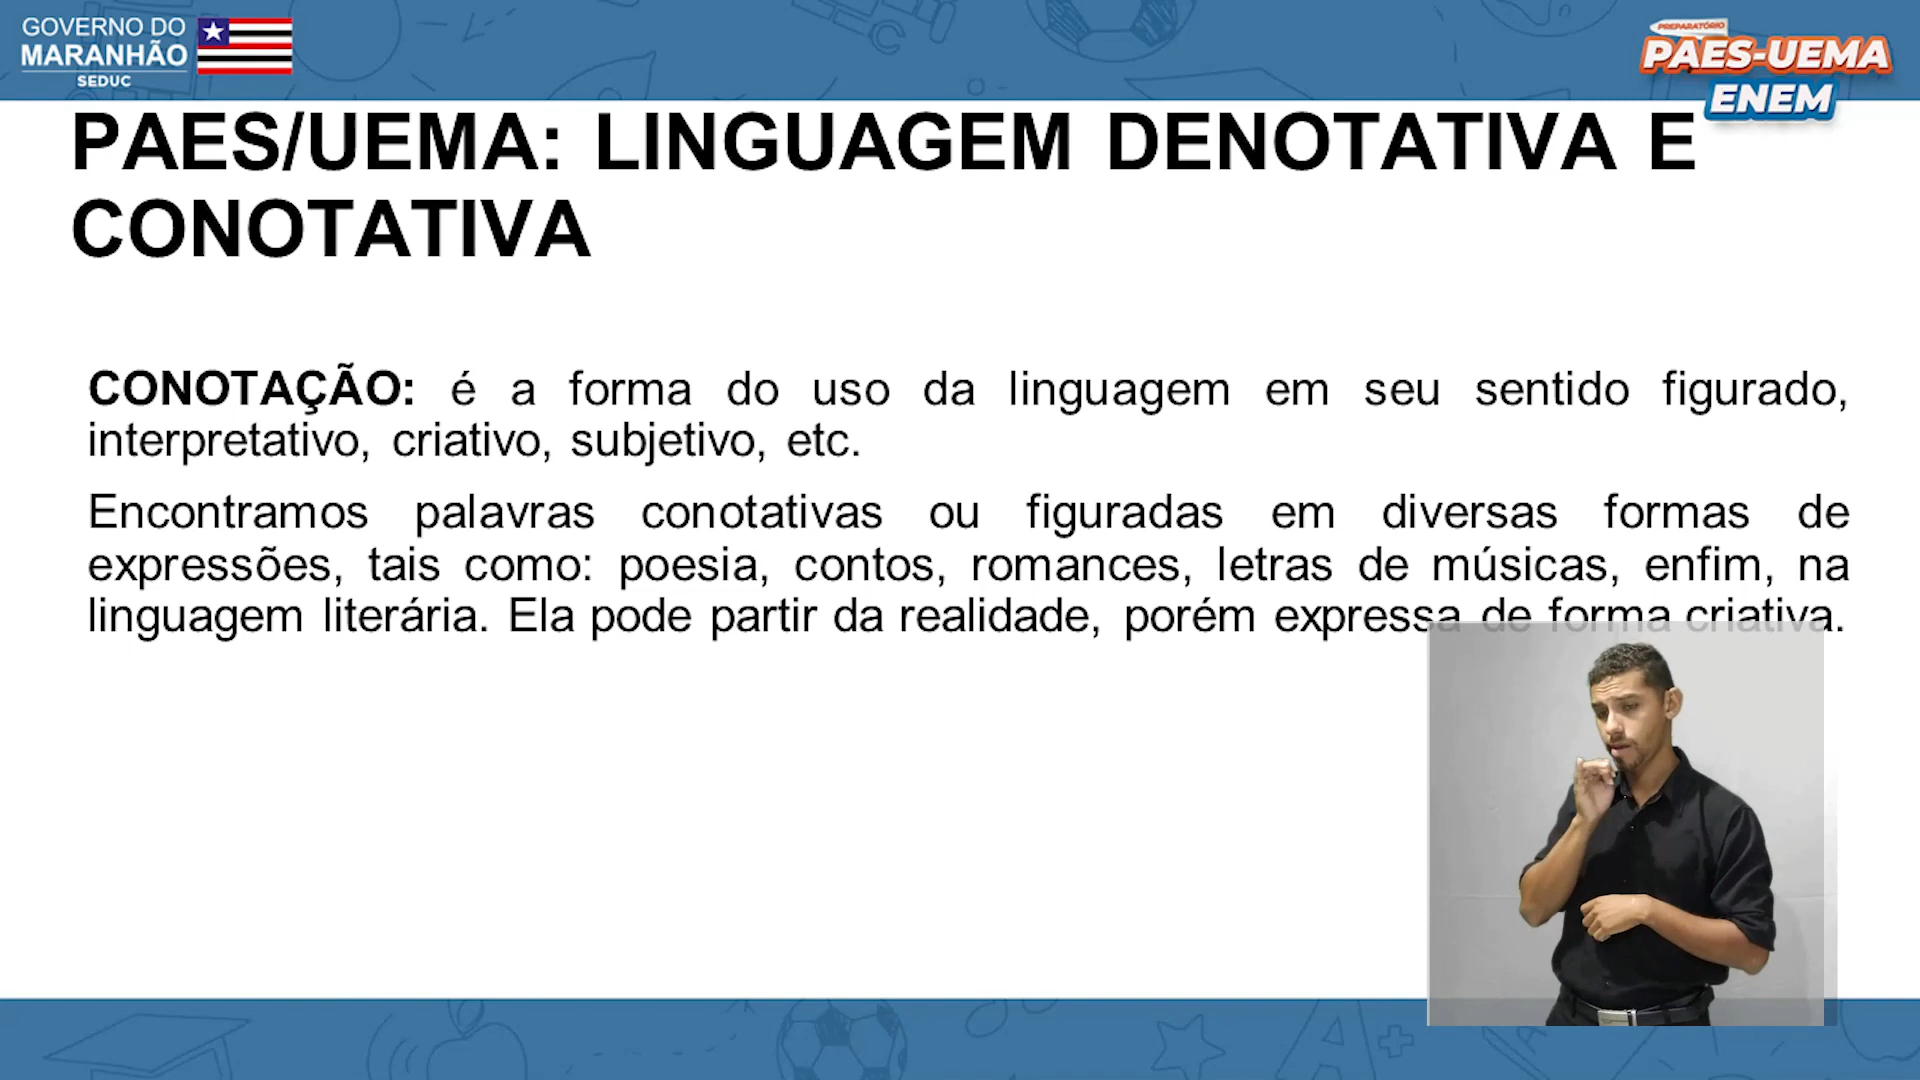 GOVERNO DO
MARANHÃO
SEDUC
PREPARATÓRIO
PAES-UEMA
ENEM
PAES/UEMA: LINGUAGEM DENOTATIVA E
CONOTATIVA
CONOTAÇÃO: é a forma do uso da linguagem em seu sentido figurado,
interpretativo, criativo, subjetivo, etc.
Encontramos palavras conotativas ou figuradas em diversas formas de
expressões, tais como: poesia, contos, romances, letras de músicas, enfim, na
linguagem literária. Ela pode partir da realidade, porém expressa de forma criativa.